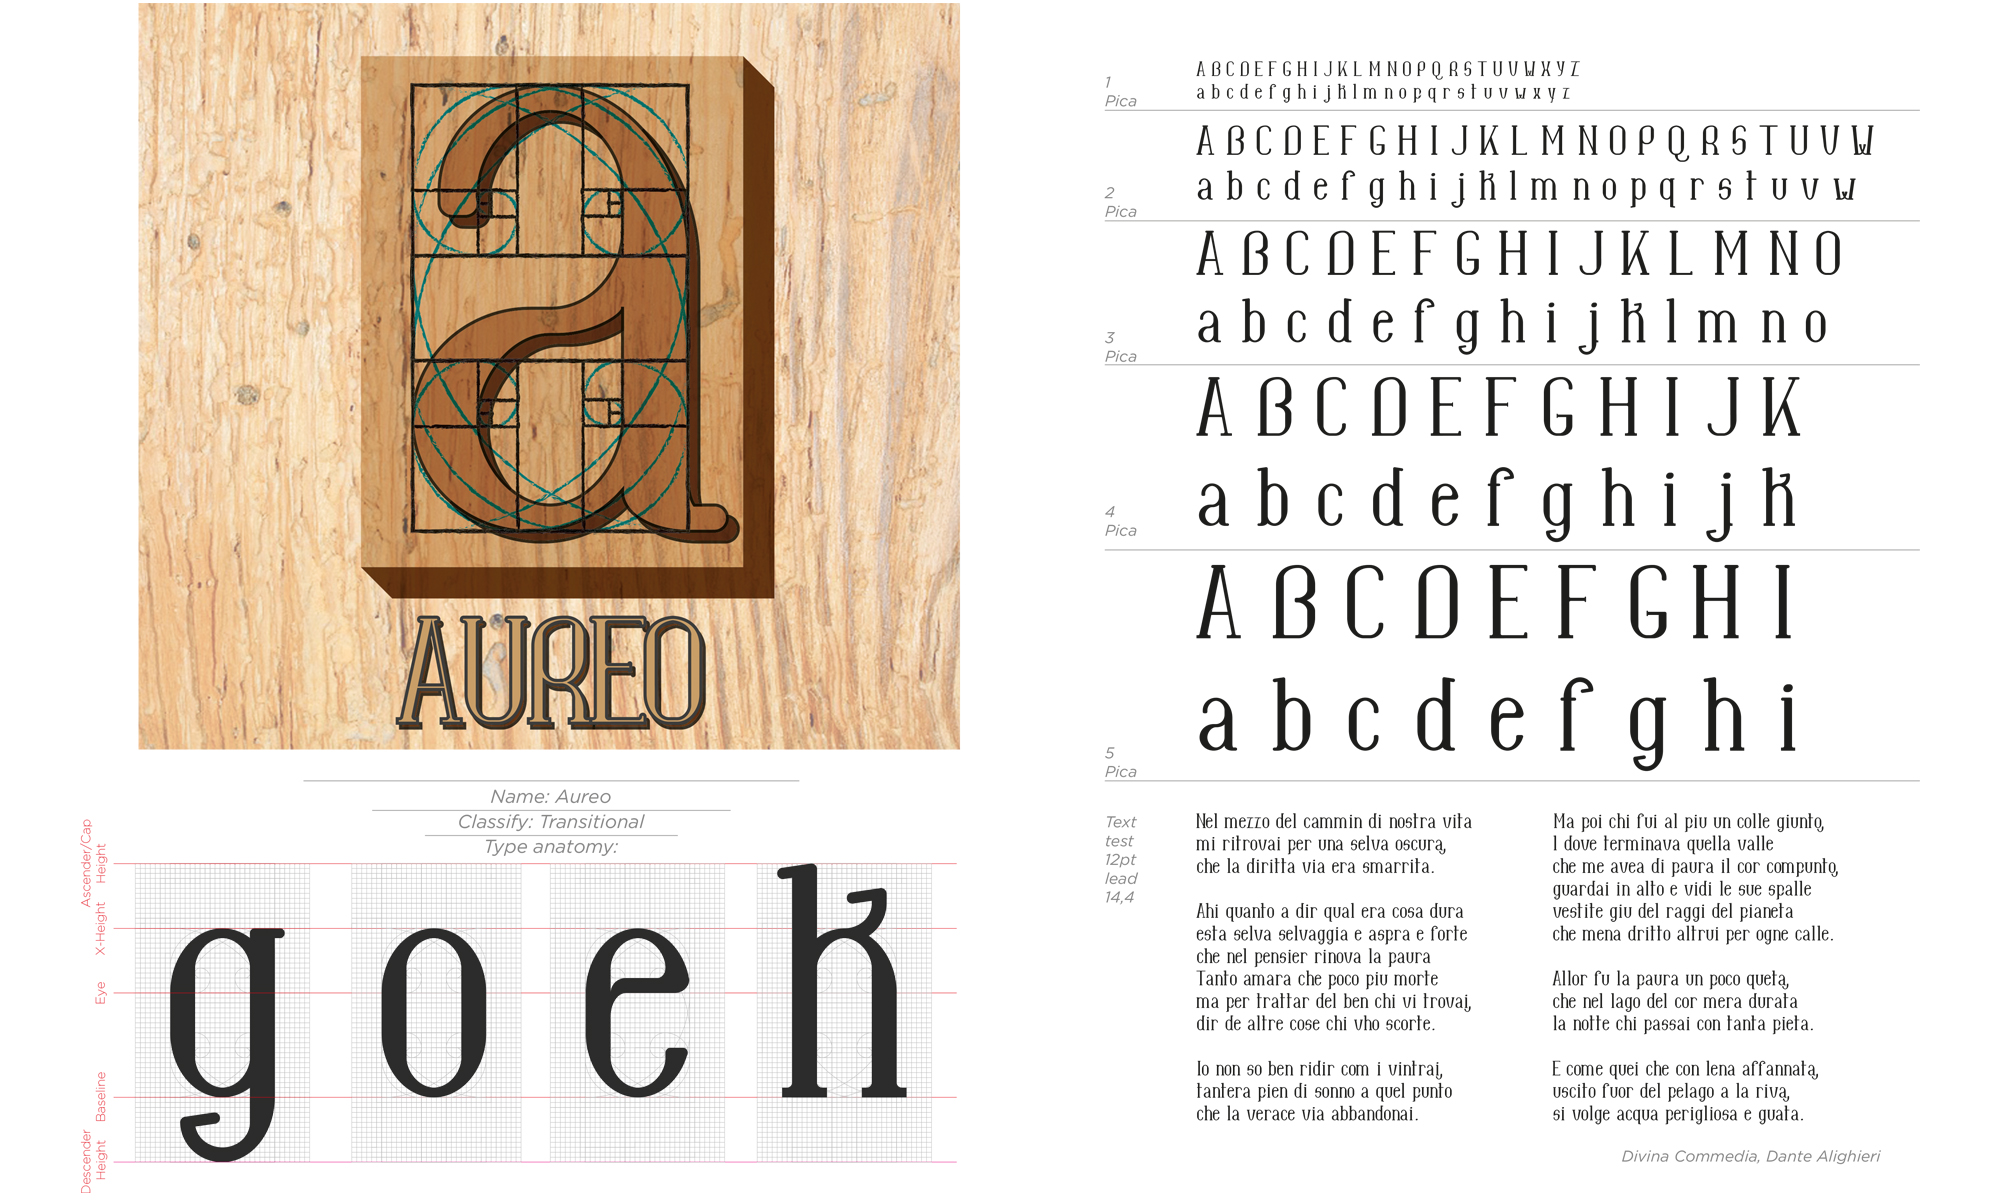 a
AUREO
Name: Aureo
Classify: Transitional
Type anatomy:
Ascender/Cap
Height
X-Height
Eye
Baseline
Descender
Height
g o e k
1
Pica
A B C D E F G H I J K L M N O P Q R S T U V W X Y Z
a b c d e f g h i j k l m n o p q r s t u v w x y z
2
Pica
A B C D E F G H I J K L M N O P Q R S T U V W
a b c d e f g h i j k l m n o p q r s t u v w
3
Pica
A B C D E F G H I J K L M N O
a b c d e f g h i j k l m n o
4
Pica
A B C D E F G H I J K
a b c d e f g h i j k
5
Pica
A B C D E F G H I
a b c d e f g h i
Text
test
12pt
lead
14,4
Nel mezzo del cammin di nostra vita
mi ritrovai per una selva oscura,
che la diritta via era smarrita.
Ahi quanto a dir qual era cosa dura
esta selva selvaggia e aspra e forte
che nel pensier rinova la paura
Tanto amara che poco piu morte
ma per trattar del ben chi vi trovai,
dir de altre cose chi vho scorte.
Io non so ben ridir com i vintrai,
tantera pien di sonno a quel punto
che la verace via abbandonai.
Ma poi chi fui al piu un colle giunto,
l dove terminava quella valle
che me avea di paura il cor compunto,
guardai in alto e vidi le sue spalle
vestite giu del raggi del pianeta
che mena dritto altrui per ogne calle.
Allor fu la paura un poco queta,
che nel lago del cor mera durata
la notte chi passai con tanta pieta.
E come quei che con lena affannata,
uscito fuor del pelago a la riva,
si volge acqua perigliosa e guata.
Divina Commedia, Dante Alighieri